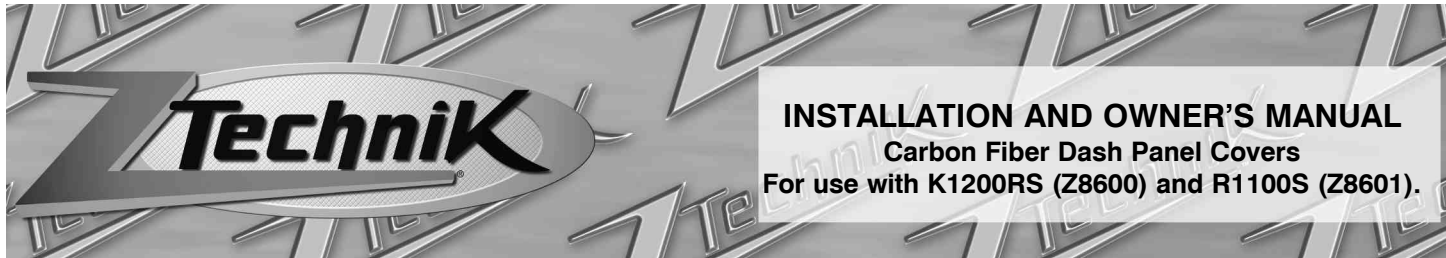 ZTechniK®
INSTALLATION AND OWNER'S MANUAL
Carbon Fiber Dash Panel Covers
For use with K1200RS (Z8600) and R1100S (Z8601).